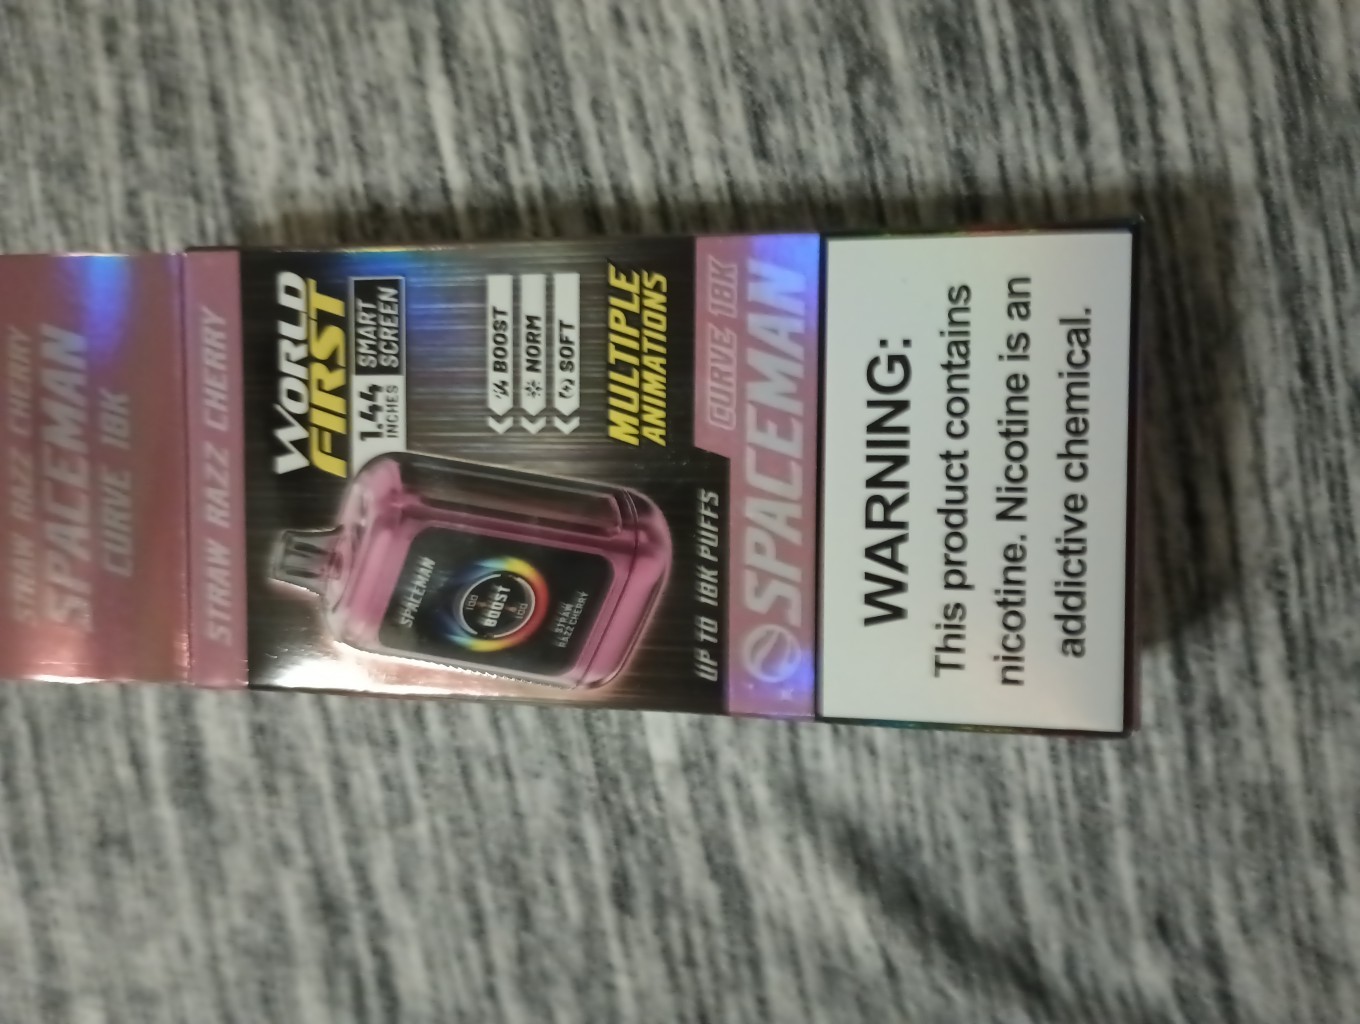 STRAW RAZZ CHERRY
SPACEMAN
CURVE 18K
STRAW RAZZ CHERRY
WORLD
FIRST
1.44
INCHES
SMART
SCREEN
BOOST
NORM
SOFT
MULTIPLE
ANIMATIONS
SPACEMAN
100
BOOST
100
STRAW
RAZZ CHERRY
UP TO 18K PUFFS
CURVE 18K
SPACEMAN
WARNING:
This product contains
nicotine. Nicotine is an
addictive chemical.